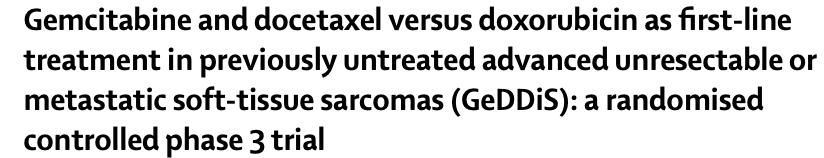 Gemcitabine and docetaxel versus doxorubicin as first-line
treatment in previously untreated advanced unresectable or
metastatic soft-tissue sarcomas (GeDDiS): a randomised
controlled phase 3 trial